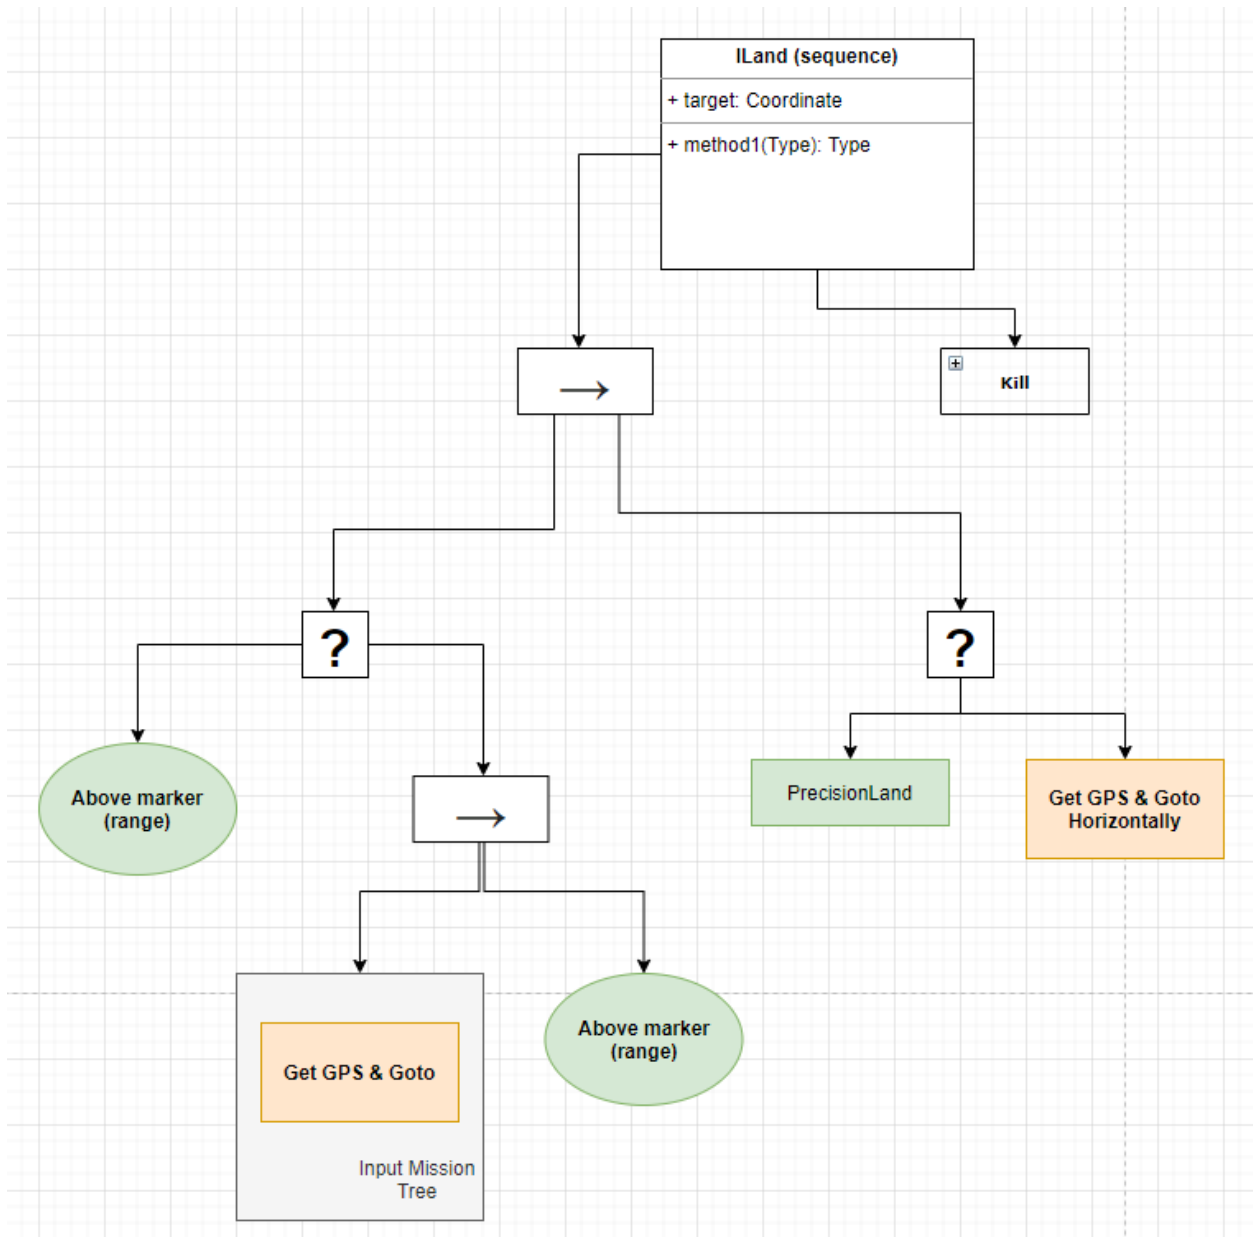 ILand (sequence)
+ target: Coordinate
+ method1(Type): Type
→
Kill
?
?
Above marker
(range)
→
PrecisionLand
Get GPS & Goto
Horizontally
Get GPS & Goto
Above marker
(range)
Input Mission
Tree